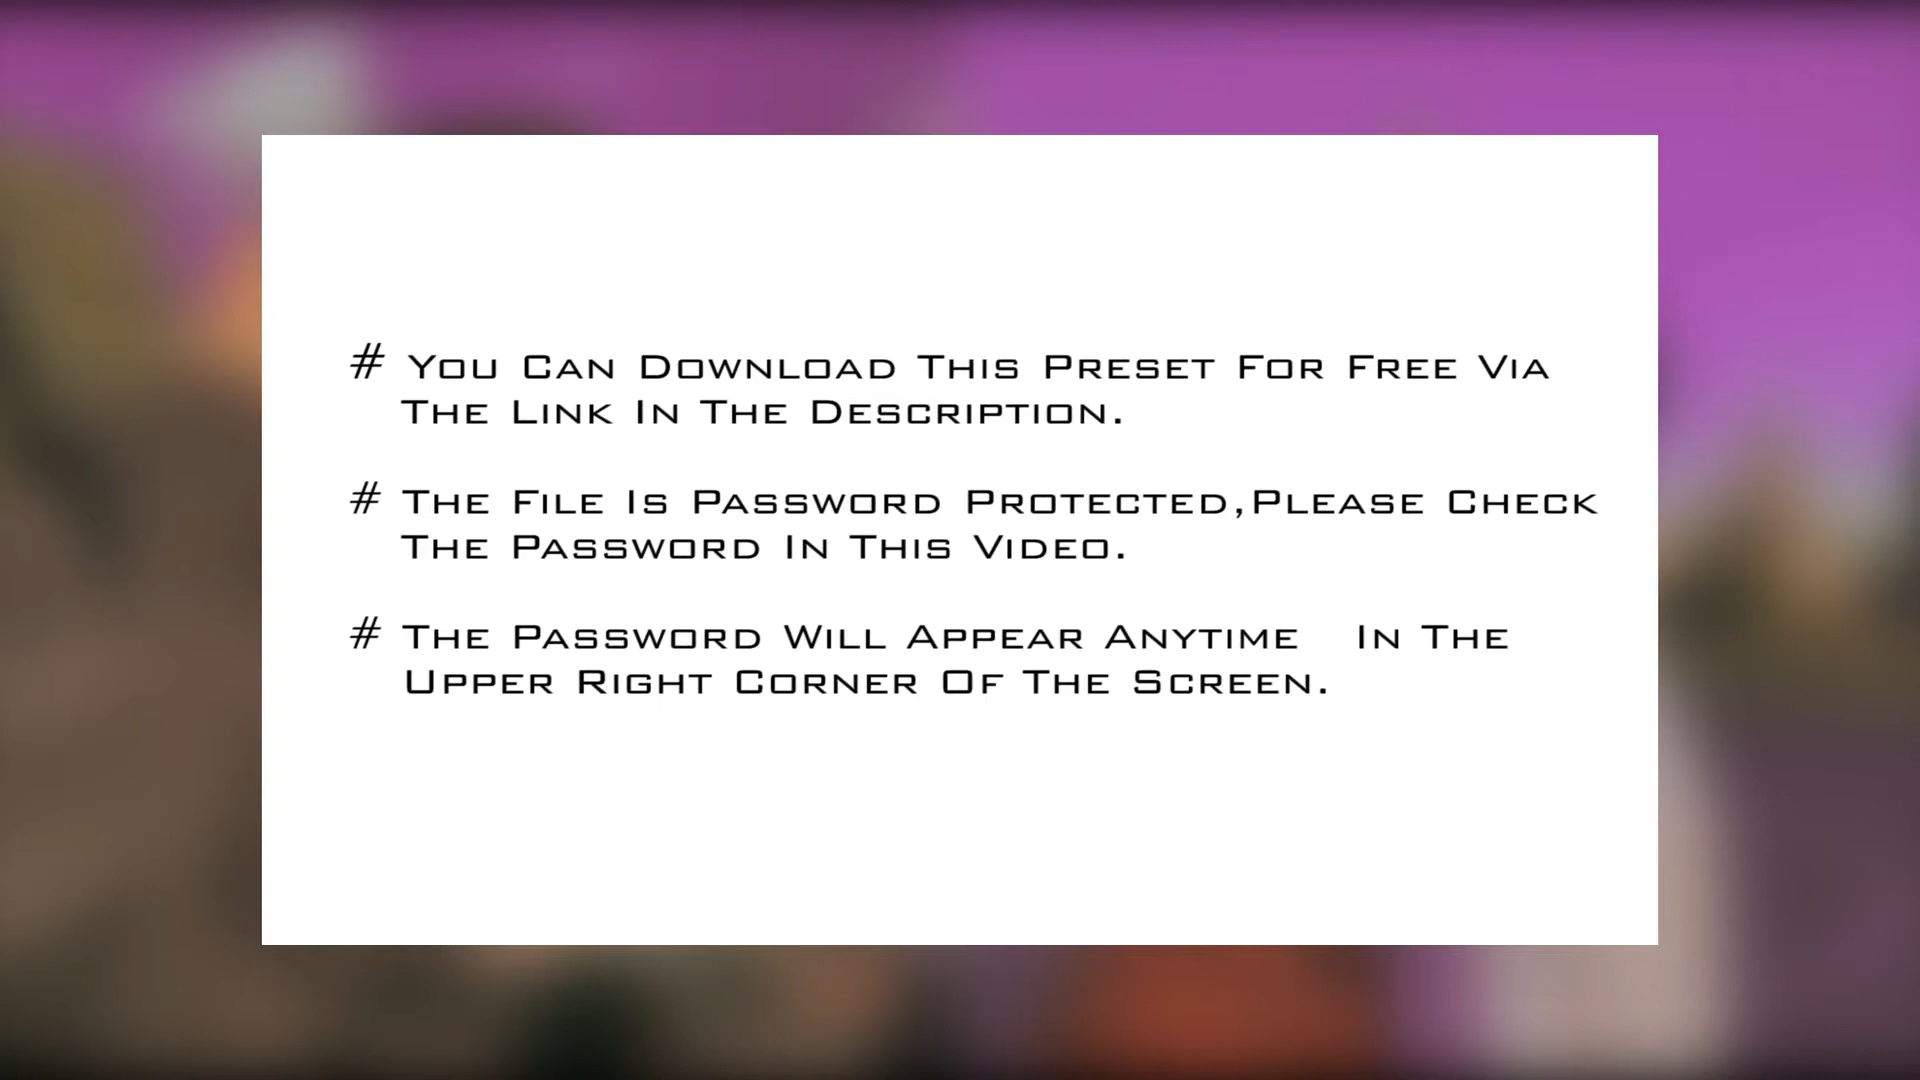 # You Can Download This Preset For Free Via
The Link In The Description.
# The File Is Password Protected,Please Check
The Password In This Video.
# The Password Will Appear Anytime In The
Upper Right Corner Of The Screen.